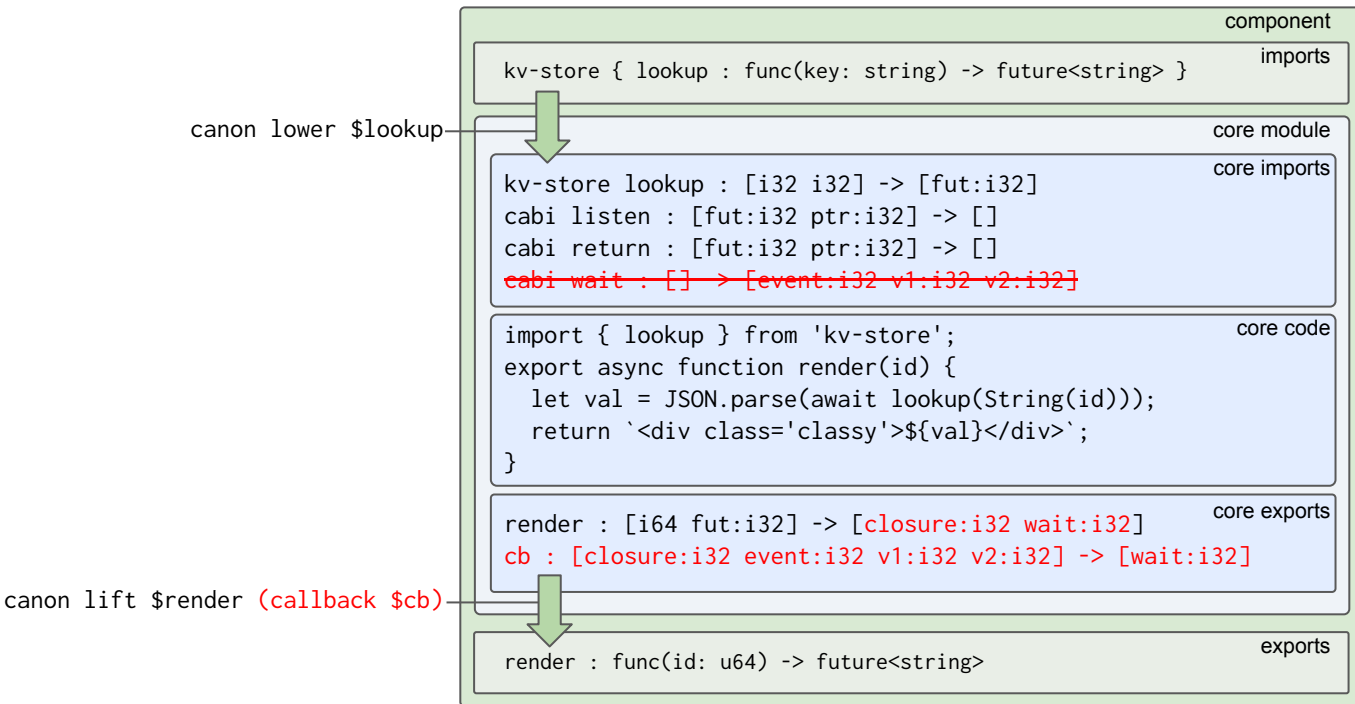 component
imports
kv-store { lookup : func(key: string) -> future<string> }
canon lower $lookup
core module
core imports
kv-store lookup : [i32 i32] -> [fut:i32]
cabi listen : [fut:i32 ptr:i32] -> []
cabi return : [fut:i32 ptr:i32] -> []
cabi wait : [] -> [event:i32 v1:i32 v2:i32]
core code
import { lookup } from 'kv-store';
export async function render(id) {
  let val = JSON.parse(await lookup(String(id)));
  return `<div class='classy'>${val}</div>`;
}
core exports
render : [i64 fut:i32] -> [closure:i32 wait:i32]
cb : [closure:i32 event:i32 v1:i32 v2:i32] -> [wait:i32]
canon lift $render (callback $cb)
exports
render : func(id: u64) -> future<string>